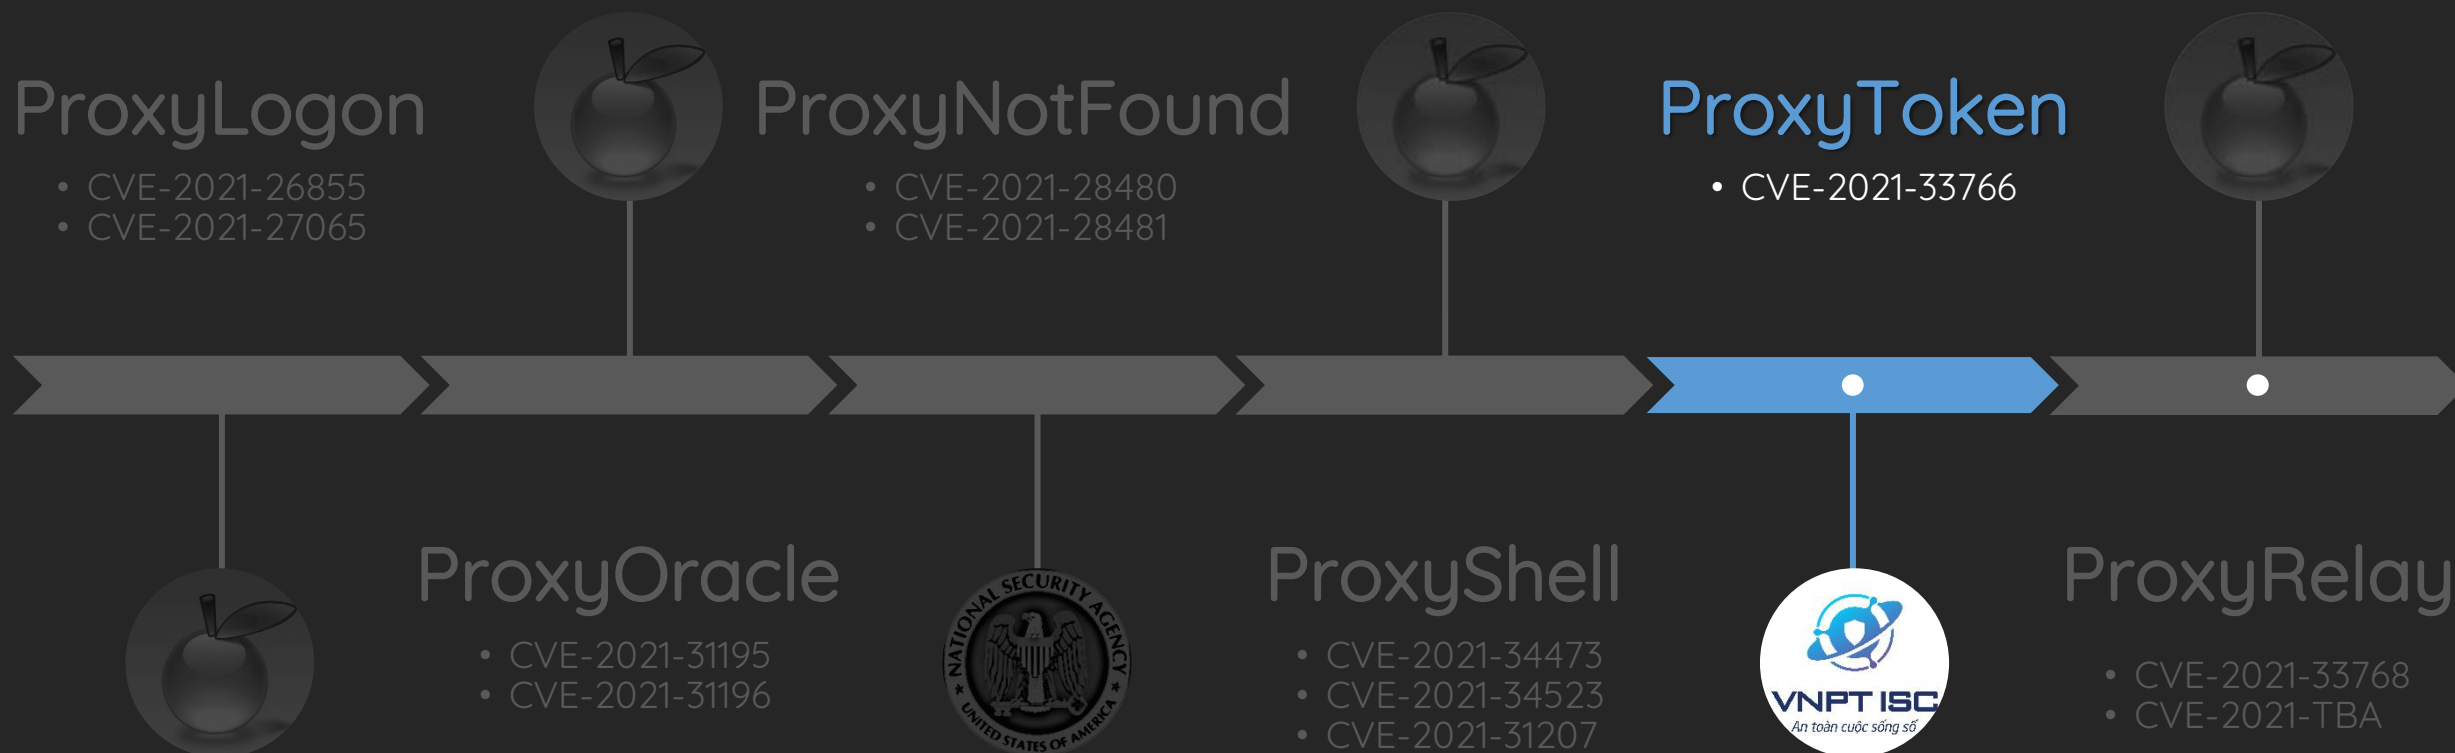 ProxyLogon
• CVE-2021-26855
• CVE-2021-27065
ProxyOracle
• CVE-2021-31195
• CVE-2021-31196
ProxyNotFound
• CVE-2021-28480
• CVE-2021-28481
NATIONAL SECURITY AGENCY
UNITED STATES OF AMERICA
ProxyShell
• CVE-2021-34473
• CVE-2021-34523
• CVE-2021-31207
ProxyToken
• CVE-2021-33766
VNPT ISC
An toàn cuộc sống số
ProxyRelay
• CVE-2021-33768
• CVE-2021-TBA